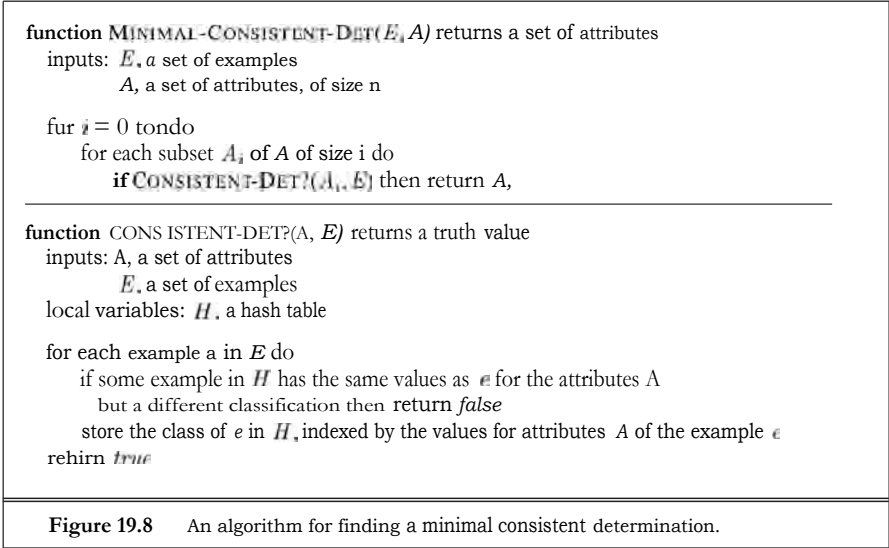 function MINIMAL-CONSISTENT-DET(E, A) returns a set of attributes
inputs: E, a set of examples
A, a set of attributes, of size n
fur i = 0 tondo
for each subset Ai of A of size i do
if CONSISTENT-DET?(Ai, E) then return A,
function CONS ISTENT-DET?(A, E) returns a truth value
inputs: A, a set of attributes
E, a set of examples
local variables: H, a hash table
for each example a in E do
if some example in H has the same values as e for the attributes A
but a different classification then return false
store the class of e in H, indexed by the values for attributes A of the example e
rehirn true
Figure 19.8 An algorithm for finding a minimal consistent determination.